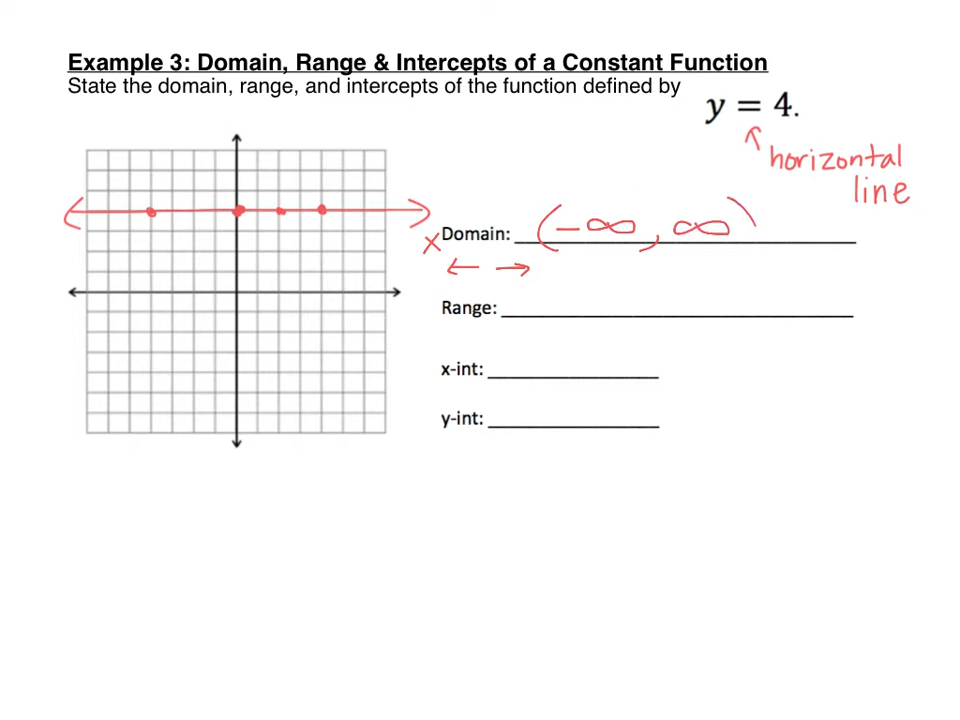 Example 3: Domain, Range & Intercepts of a Constant Function
State the domain, range, and intercepts of the function defined by
y = 4.
horizontal
line
x Domain: (-∞, ∞)
← →
Range:
x-int:
y-int: